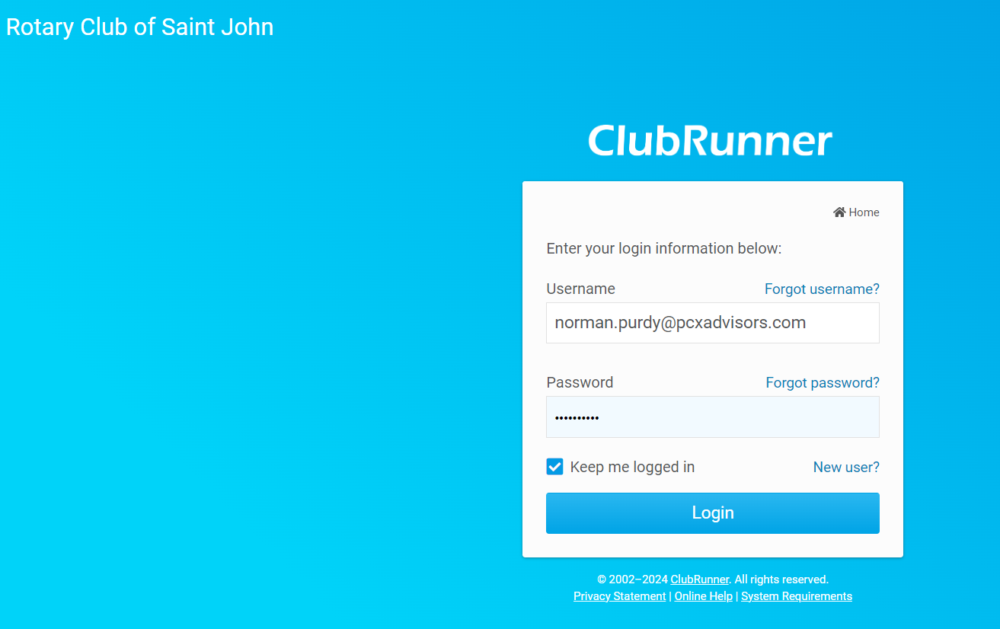 Rotary Club of Saint John
ClubRunner
Home
Enter your login information below:
Username Forgot username?
norman.purdy@pcxadvisors.com
Password Forgot password?
••••••••••
Keep me logged in New user?
Login
© 2002–2024 ClubRunner. All rights reserved.
Privacy Statement | Online Help | System Requirements